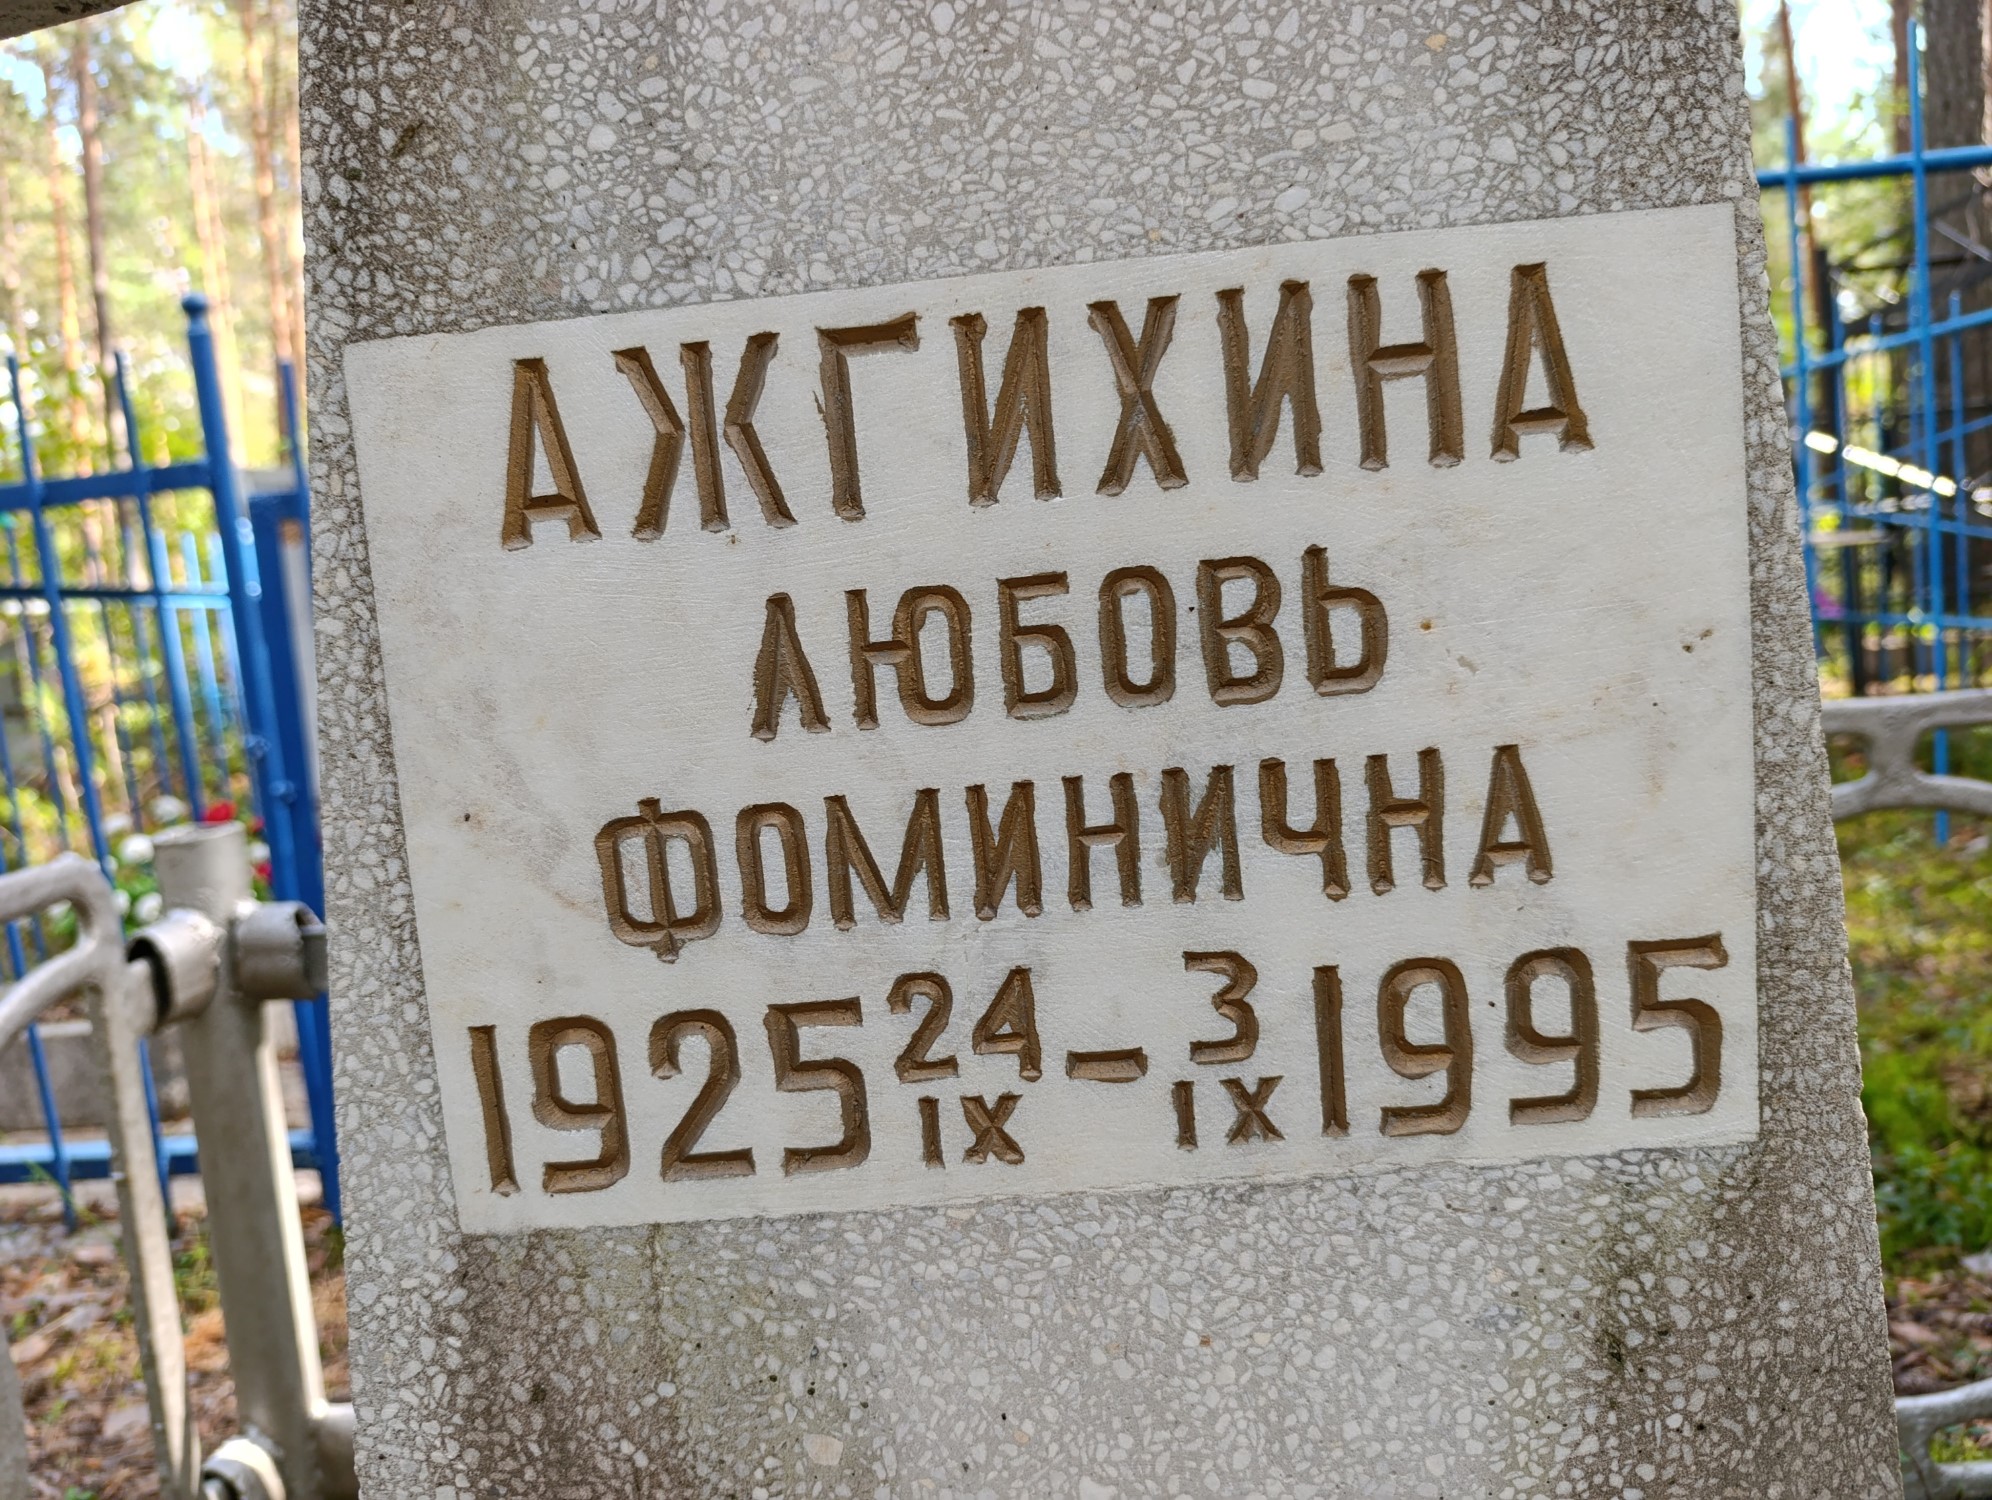 АЖГИХИНА
ЛЮБОВЬ
ФОМИНИЧНА
1925 24/IX – 3/IX 1995